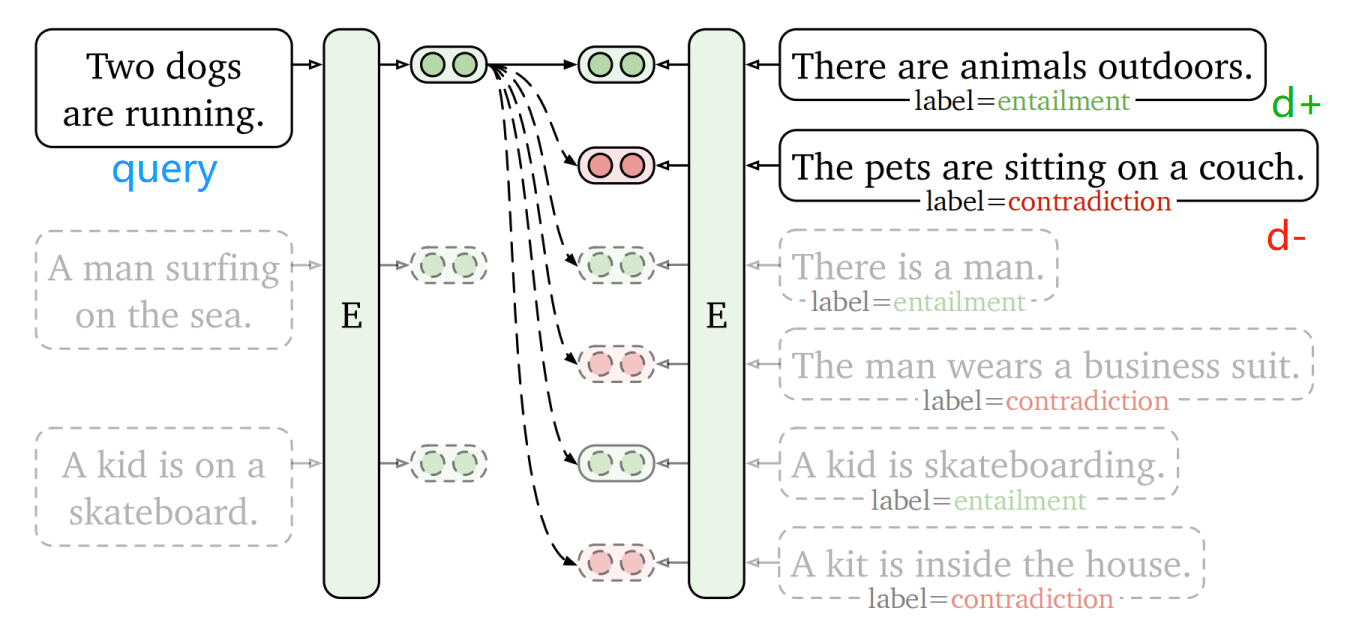 Two dogs
are running.
query
A man surfing
on the sea.
A kid is on a
skateboard.
E
E
There are animals outdoors.
label=entailment
d+
The pets are sitting on a couch.
label=contradiction
d-
There is a man.
label=entailment
The man wears a business suit.
label=contradiction
A kid is skateboarding.
label=entailment
A kit is inside the house.
label=contradiction